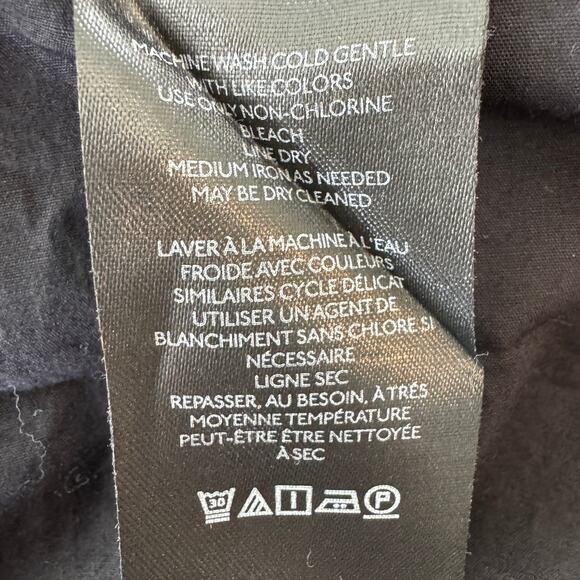 MACHINE WASH COLD GENTLE
WITH LIKE COLORS
USE ONLY NON-CHLORINE
BLEACH
LINE DRY
MEDIUM IRON AS NEEDED
MAY BE DRY CLEANED
LAVER À LA MACHINE À L'EAU
FROIDE AVEC COULEURS
SIMILAIRES CYCLE DÉLICAT
UTILISER UN AGENT DE
BLANCHIMENT SANS CHLORE, SI
NÉCESSAIRE
LIGNE SEC
REPASSER, AU BESOIN, À TRÉS
MOYENNE TEMPÉRATURE
PEUT-ÊTRE ÊTRE NETTOYÉE
À SEC
30 P